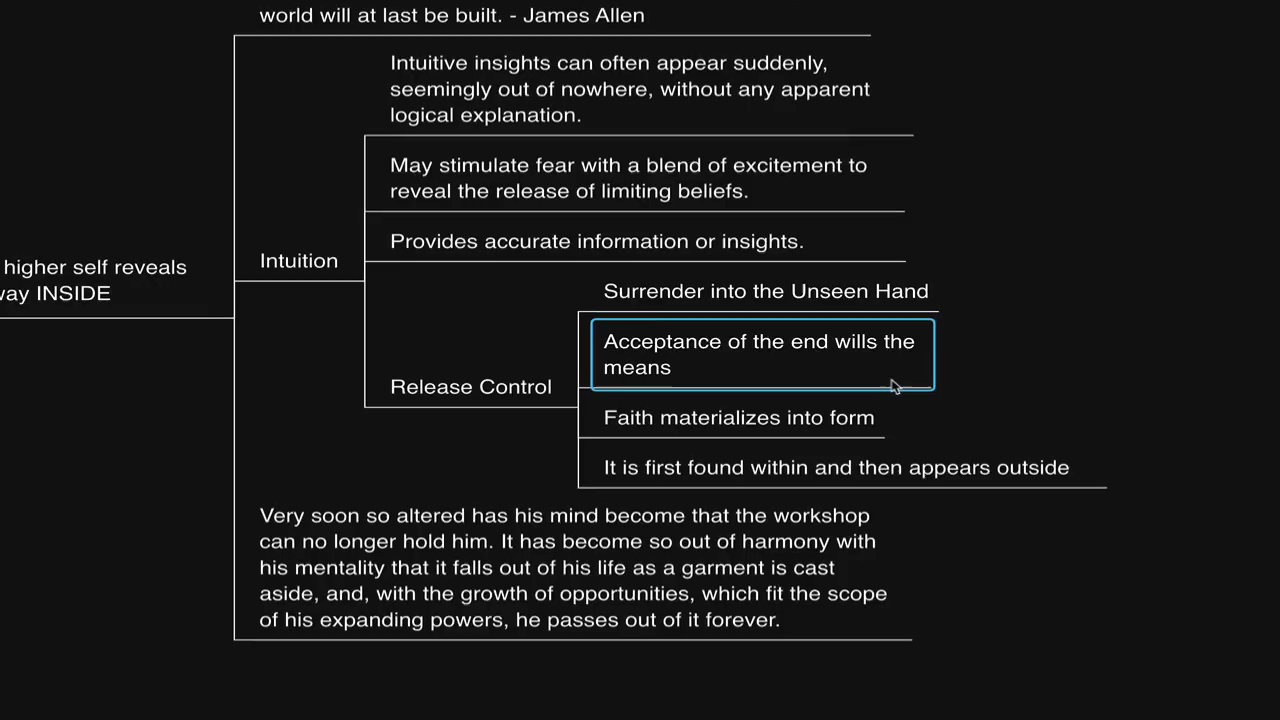 world will at last be built. - James Allen
Intuitive insights can often appear suddenly,
seemingly out of nowhere, without any apparent
logical explanation.
May stimulate fear with a blend of excitement to
reveal the release of limiting beliefs.
Provides accurate information or insights.
higher self reveals
INSIDE
Intuition
Surrender into the Unseen Hand
Acceptance of the end wills the
means
Release Control
Faith materializes into form
It is first found within and then appears outside
Very soon so altered has his mind become that the workshop
can no longer hold him. It has become so out of harmony with
his mentality that it falls out of his life as a garment is cast
aside, and, with the growth of opportunities, which fit the scope
of his expanding powers, he passes out of it forever.